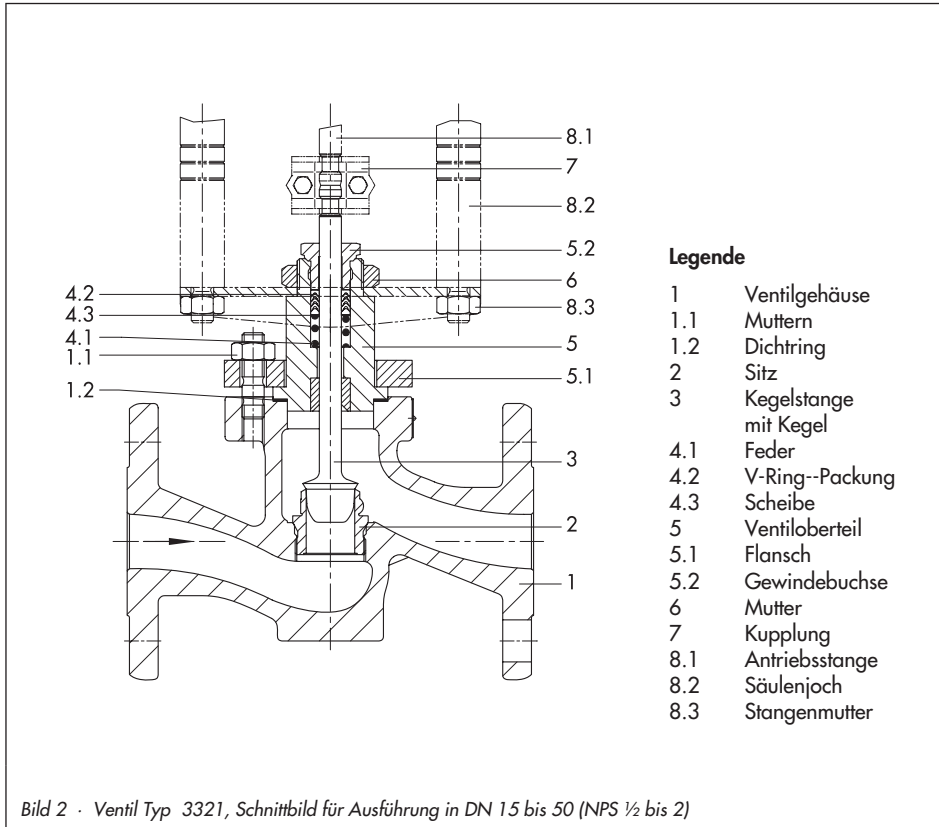 8.1
7
8.2
5.2
6
8.3
5
5.1
3
2
1
4.2
4.3
4.1
1.1
1.2
Legende
1 Ventilgehäuse
1.1 Muttern
1.2 Dichtring
2 Sitz
3 Kegelstange
mit Kegel
4.1 Feder
4.2 V-Ring--Packung
4.3 Scheibe
5 Ventiloberteil
5.1 Flansch
5.2 Gewindebuchse
6 Mutter
7 Kupplung
8.1 Antriebsstange
8.2 Säulenjoch
8.3 Stangenmutter
Bild 2 · Ventil Typ 3321, Schnittbild für Ausführung in DN 15 bis 50 (NPS ½ bis 2)